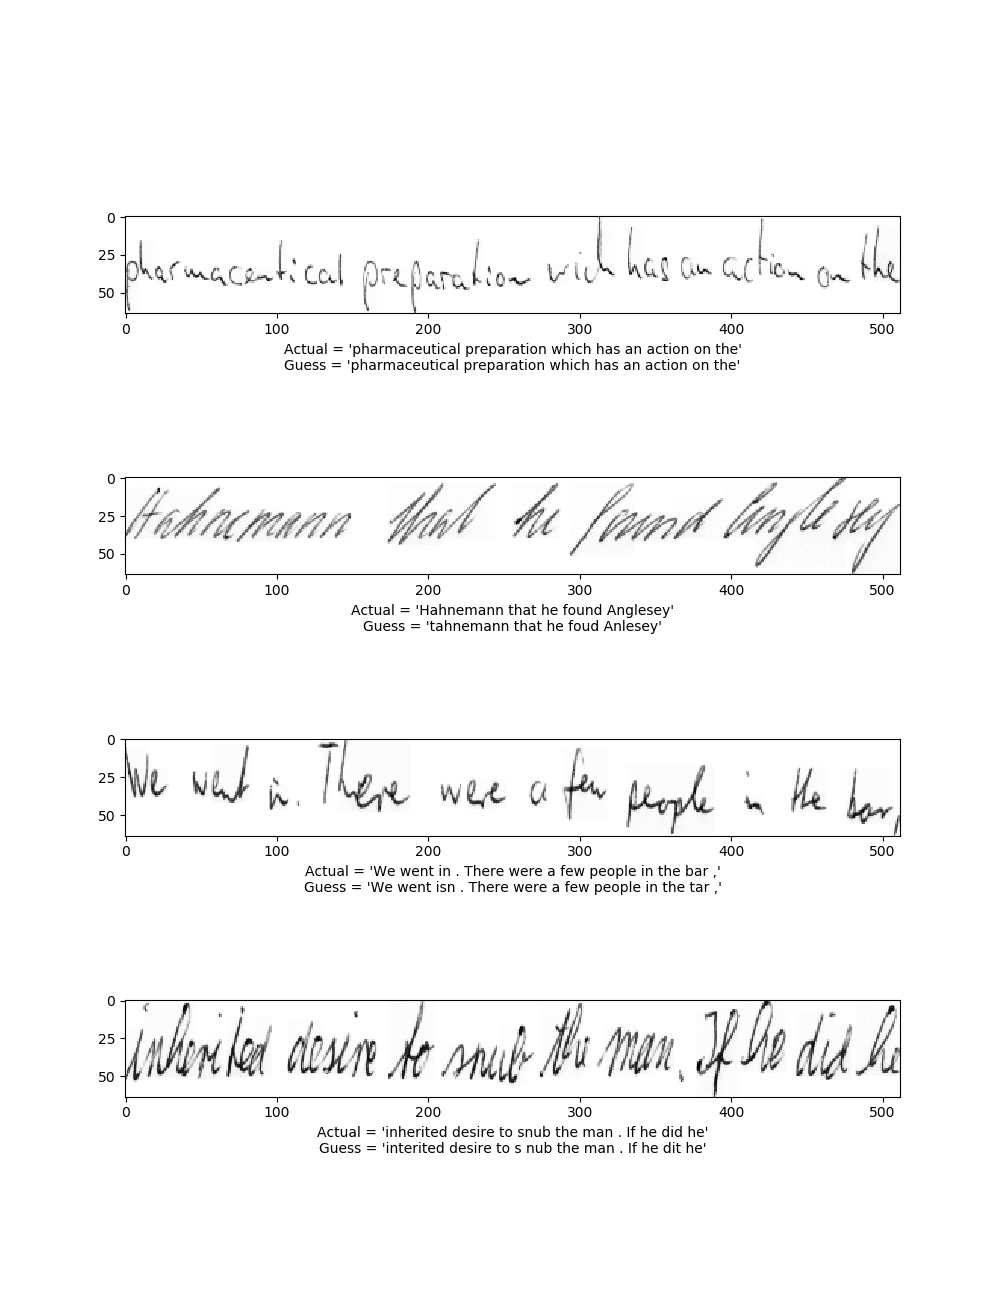 0
25
50
pharmaceutical preparation wich has an action on the
0 100 200 300 400 500
Actual = 'pharmaceutical preparation which has an action on the'
Guess = 'pharmaceutical preparation which has an action on the'
0
25
50
Hahnemann that he found Anglesey
0 100 200 300 400 500
Actual = 'Hahnemann that he found Anglesey'
Guess = 'tahnemann that he foud Anlesey'
0
25
50
We went in. There were a few people in the bar,
0 100 200 300 400 500
Actual = 'We went in . There were a few people in the bar ,'
Guess = 'We went isn . There were a few people in the tar ,'
0
25
50
inherited desire to snub the man. If he did he
0 100 200 300 400 500
Actual = 'inherited desire to snub the man . If he did he'
Guess = 'interited desire to s nub the man . If he dit he'